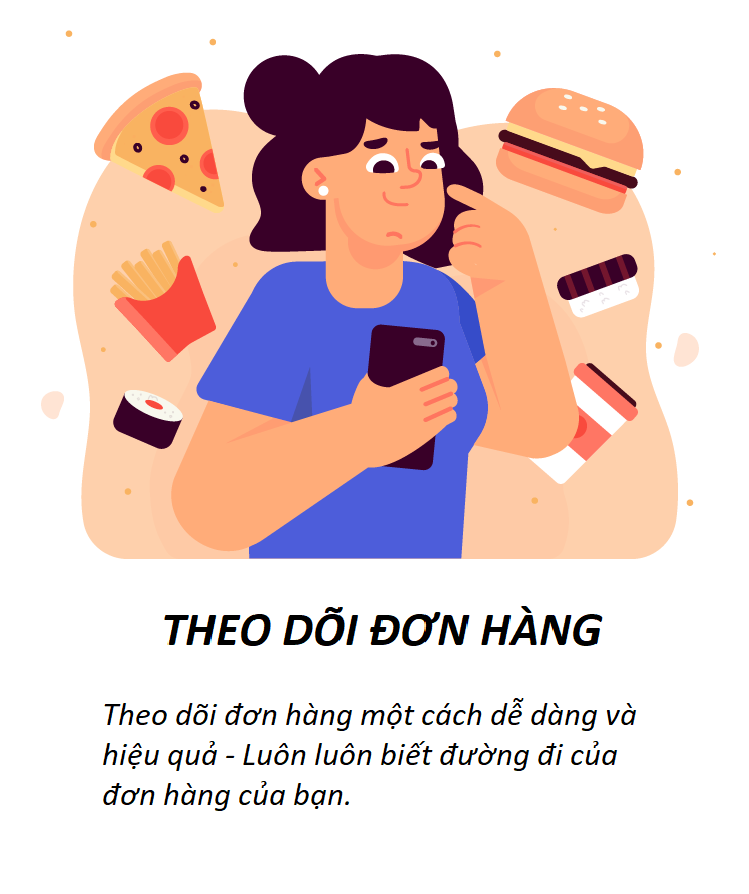 THEO DÕI ĐƠN HÀNG
Theo dõi đơn hàng một cách dễ dàng và
hiệu quả - Luôn luôn biết đường đi của
đơn hàng của bạn.